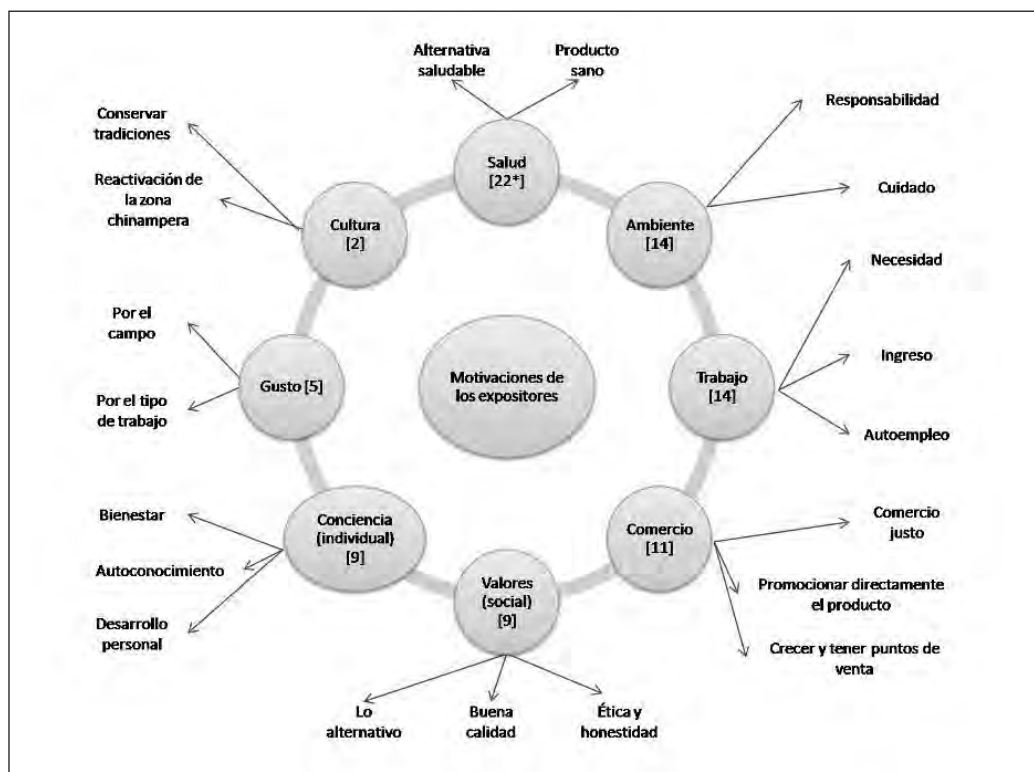 Alternativa
saludable
Producto
sano
Conservar
tradiciones
Reactivación de
la zona
chinampera
Cultura
[2]
Salud
[22*]
Ambiente
[14]
Responsabilidad
Cuidado
Necesidad
Por el
campo
Por el tipo
de trabajo
Gusto [5]
Motivaciones de
los expositores
Trabajo
[14]
Ingreso
Autoempleo
Bienestar
Autoconocimiento
Desarrollo
personal
Conciencia
(individual)
[9]
Valores
(social)
[9]
Comercio
[11]
Comercio
justo
Promocionar directamente
el producto
Crecer y tener puntos de
venta
Lo
alternativo
Buena
calidad
Ética y
honestidad